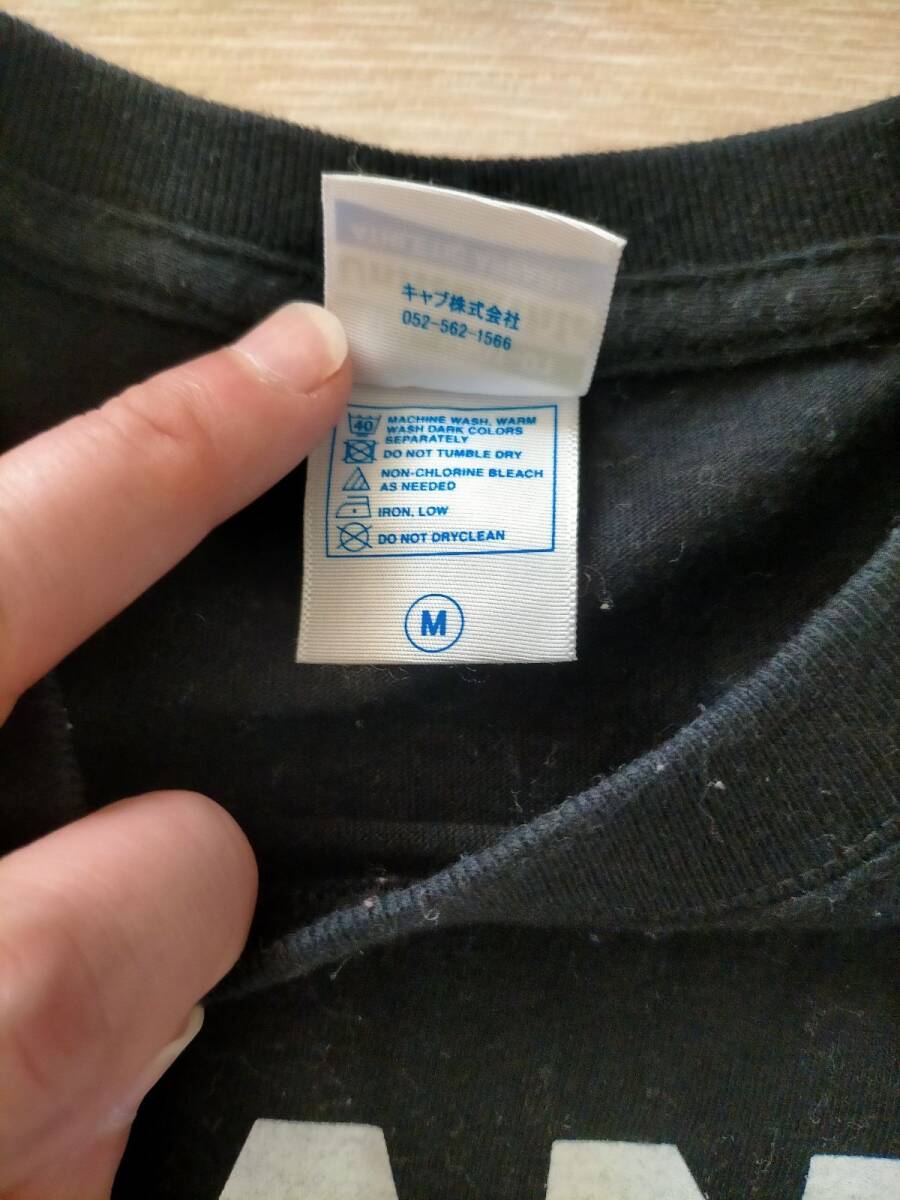 キャブ株式会社
052-562-1566
40
MACHINE WASH, WARM
WASH DARK COLORS
SEPARATELY
DO NOT TUMBLE DRY
NON-CHLORINE BLEACH
AS NEEDED
IRON, LOW
DO NOT DRYCLEAN
M